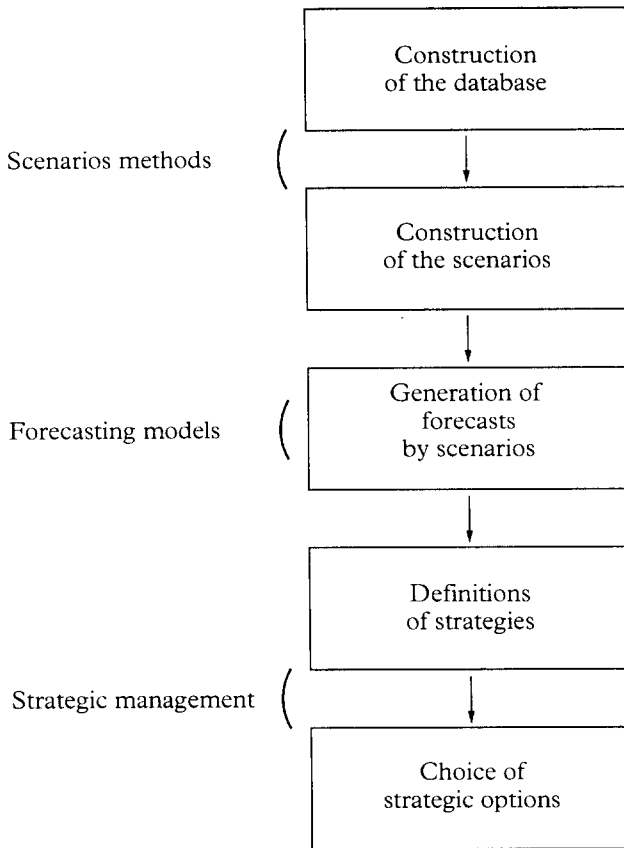 Construction
of the database
Scenarios methods
Construction
of the scenarios
Generation of
forecasts
by scenarios
Forecasting models
Definitions
of strategies
Strategic management
Choice of
strategic options